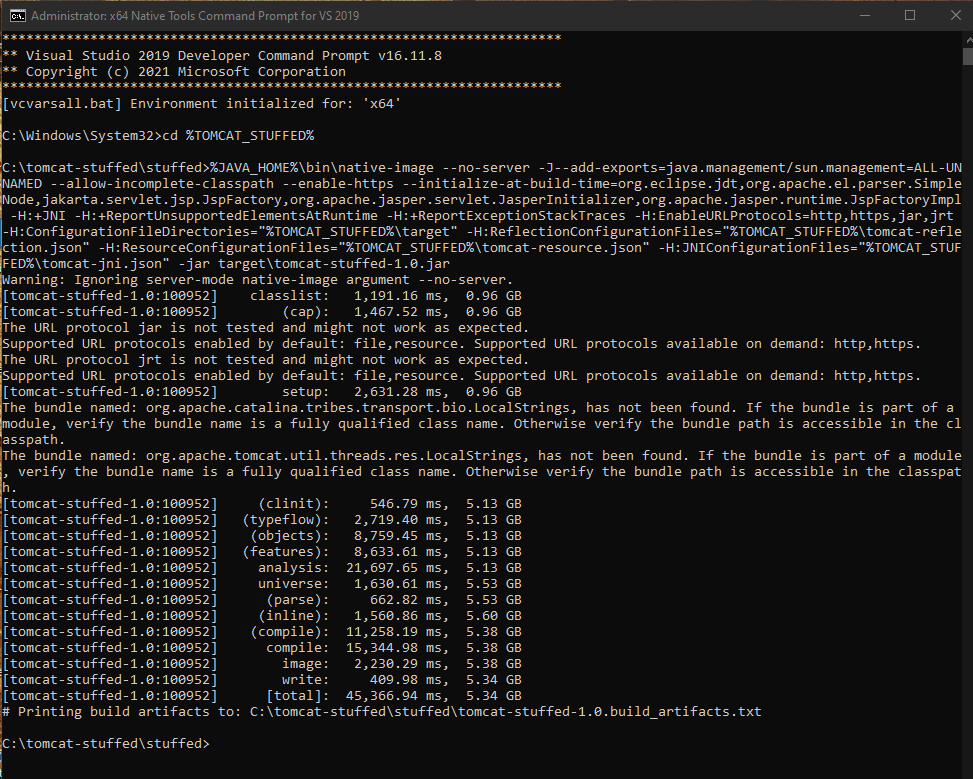 Administrator: x64 Native Tools Command Prompt for VS 2019
**********************************************************************
** Visual Studio 2019 Developer Command Prompt v16.11.8
** Copyright (c) 2021 Microsoft Corporation
**********************************************************************
[vcvarsall.bat] Environment initialized for: 'x64'
C:\Windows\System32>cd %TOMCAT_STUFFED%
C:\tomcat-stuffed\stuffed>%JAVA_HOME%\bin\native-image --no-server -J--add-exports=java.management/sun.management=ALL-UN
NAMED --allow-incomplete-classpath --enable-https --initialize-at-build-time=org.eclipse.jdt,org.apache.el.parser.Simple
Node,jakarta.servlet.jsp.JspFactory,org.apache.jasper.servlet.JasperInitializer,org.apache.jasper.runtime.JspFactoryImpl
-H:+JNI -H:+ReportUnsupportedElementsAtRuntime -H:+ReportExceptionStackTraces -H:EnableURLProtocols=http,https,jar,jrt
-H:ConfigurationFileDirectories="%TOMCAT_STUFFED%\target" -H:ReflectionConfigurationFiles="%TOMCAT_STUFFED%\tomcat-refle
ction.json" -H:ResourceConfigurationFiles="%TOMCAT_STUFFED%\tomcat-resource.json" -H:JNIConfigurationFiles="%TOMCAT_STUF
FED%\tomcat-jni.json" -jar target\tomcat-stuffed-1.0.jar
Warning: Ignoring server-mode native-image argument --no-server.
[tomcat-stuffed-1.0:100952]    classlist:   1,191.16 ms,  0.96 GB
[tomcat-stuffed-1.0:100952]        (cap):   1,467.52 ms,  0.96 GB
The URL protocol jar is not tested and might not work as expected.
Supported URL protocols enabled by default: file,resource. Supported URL protocols available on demand: http,https.
The URL protocol jrt is not tested and might not work as expected.
Supported URL protocols enabled by default: file,resource. Supported URL protocols available on demand: http,https.
[tomcat-stuffed-1.0:100952]        setup:   2,631.28 ms,  0.96 GB
The bundle named: org.apache.catalina.tribes.transport.bio.LocalStrings, has not been found. If the bundle is part of a
module, verify the bundle name is a fully qualified class name. Otherwise verify the bundle path is accessible in the cl
asspath.
The bundle named: org.apache.tomcat.util.threads.res.LocalStrings, has not been found. If the bundle is part of a module
, verify the bundle name is a fully qualified class name. Otherwise verify the bundle path is accessible in the classpat
h.
[tomcat-stuffed-1.0:100952]     (clinit):     546.79 ms,  5.13 GB
[tomcat-stuffed-1.0:100952]   (typeflow):   2,719.40 ms,  5.13 GB
[tomcat-stuffed-1.0:100952]    (objects):   8,759.45 ms,  5.13 GB
[tomcat-stuffed-1.0:100952]   (features):   8,633.61 ms,  5.13 GB
[tomcat-stuffed-1.0:100952]     analysis:  21,697.65 ms,  5.13 GB
[tomcat-stuffed-1.0:100952]     universe:   1,630.61 ms,  5.53 GB
[tomcat-stuffed-1.0:100952]      (parse):     662.82 ms,  5.53 GB
[tomcat-stuffed-1.0:100952]     (inline):   1,560.86 ms,  5.60 GB
[tomcat-stuffed-1.0:100952]    (compile):  11,258.19 ms,  5.38 GB
[tomcat-stuffed-1.0:100952]      compile:  15,344.98 ms,  5.38 GB
[tomcat-stuffed-1.0:100952]        image:   2,230.29 ms,  5.38 GB
[tomcat-stuffed-1.0:100952]        write:     409.98 ms,  5.34 GB
[tomcat-stuffed-1.0:100952]      [total]:  45,366.94 ms,  5.34 GB
# Printing build artifacts to: C:\tomcat-stuffed\stuffed\tomcat-stuffed-1.0.build_artifacts.txt
C:\tomcat-stuffed\stuffed>